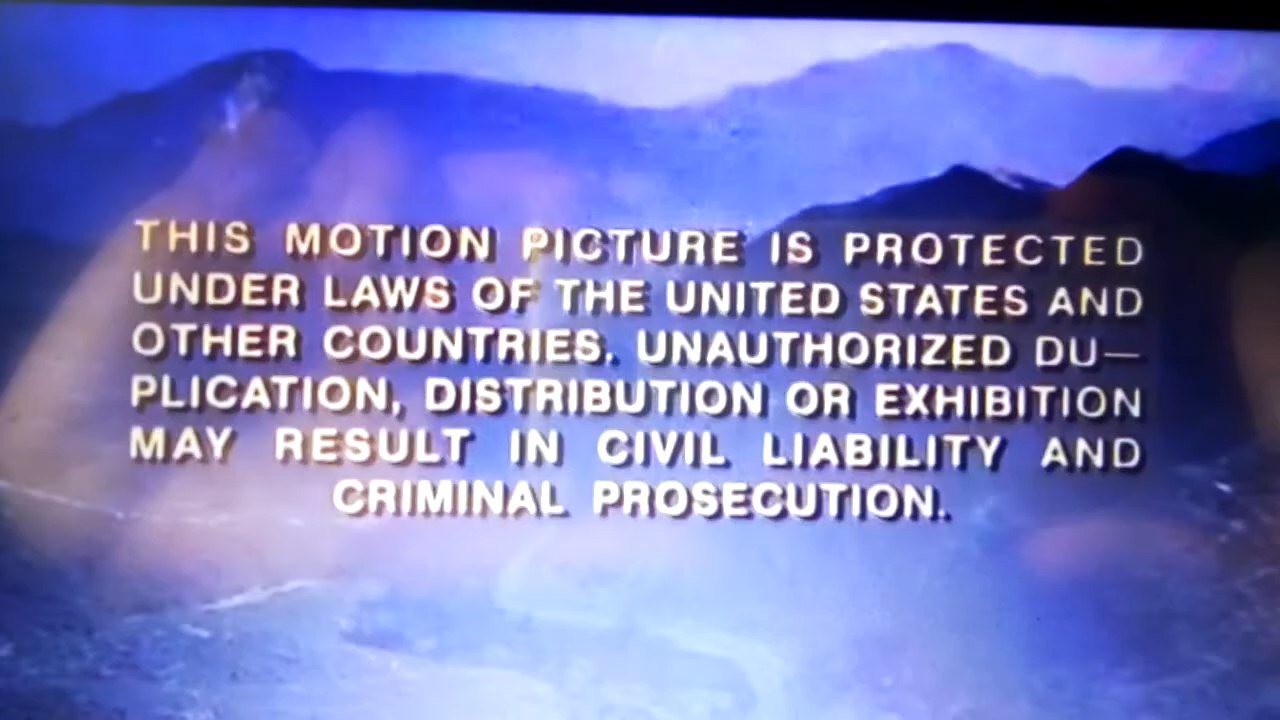 THIS MOTION PICTURE IS PROTECTED
UNDER LAWS OF THE UNITED STATES AND
OTHER COUNTRIES. UNAUTHORIZED DU—
PLICATION, DISTRIBUTION OR EXHIBITION
MAY RESULT IN CIVIL LIABILITY AND
CRIMINAL PROSECUTION.